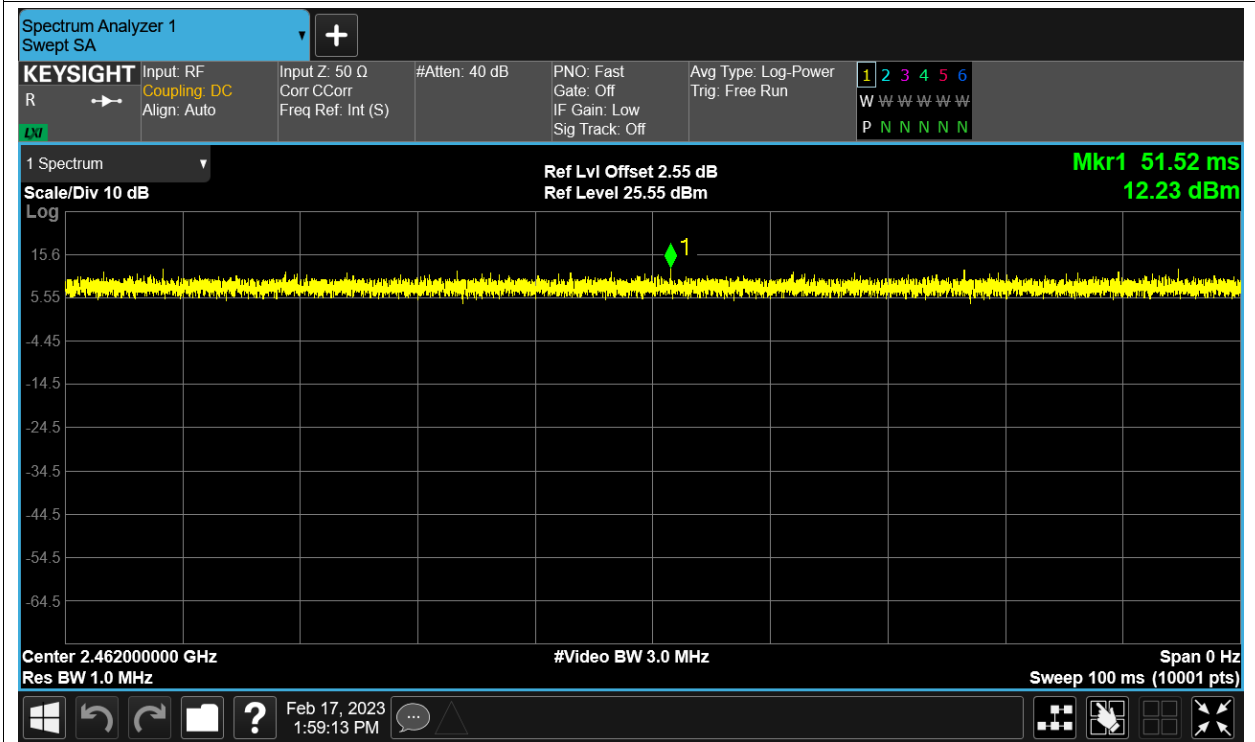 Spectrum Analyzer 1
Swept SA
▼
+
KEYSIGHT
R
LXI
Input: RF
Coupling: DC
Align: Auto
Input Z: 50 Ω
Corr CCorr
Freq Ref: Int (S)
#Atten: 40 dB
PNO: Fast
Gate: Off
IF Gain: Low
Sig Track: Off
Avg Type: Log-Power
Trig: Free Run
1 2 3 4 5 6
W W W W W W
P N N N N N
1 Spectrum ▼
Scale/Div 10 dB
Log
Ref Lvl Offset 2.55 dB
Ref Level 25.55 dBm
Mkr1 51.52 ms
12.23 dBm
1
15.6
5.55
-4.45
-14.5
-24.5
-34.5
-44.5
-54.5
-64.5
Center 2.462000000 GHz
Res BW 1.0 MHz
#Video BW 3.0 MHz
Span 0 Hz
Sweep 100 ms (10001 pts)
?
Feb 17, 2023
1:59:13 PM